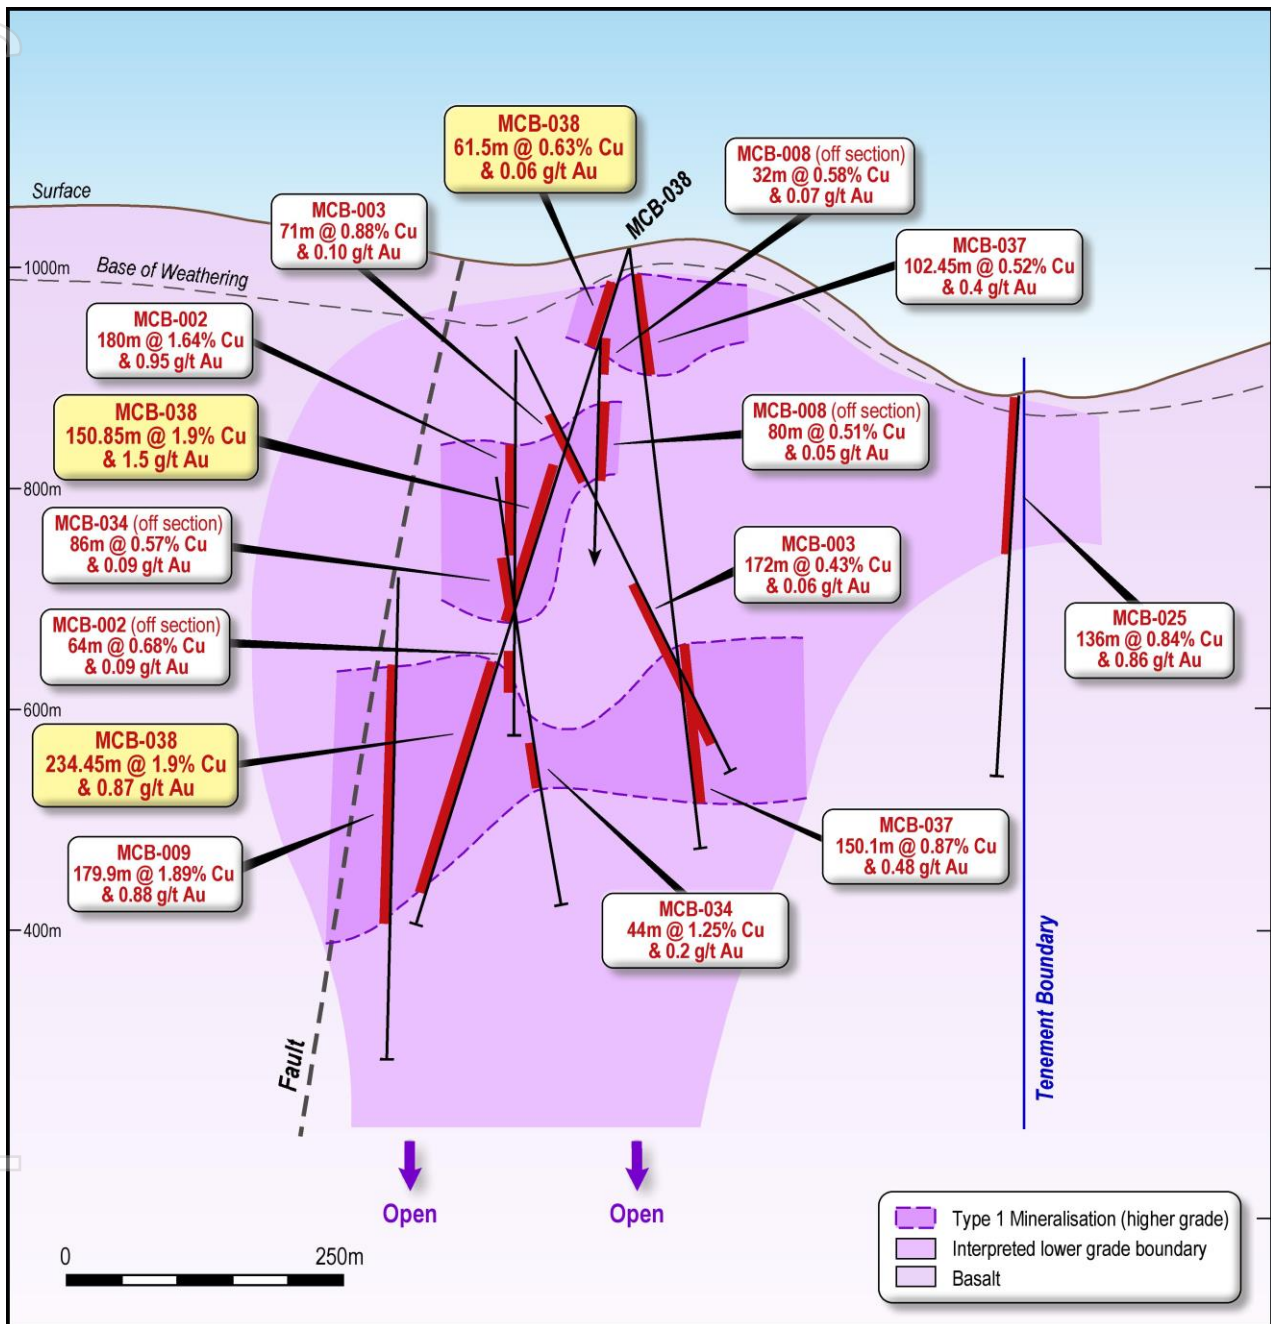 MCB-038
61.5m @ 0.63% Cu
& 0.06 g/t Au
MCB-008 (off section)
32m @ 0.58% Cu
& 0.07 g/t Au
MCB-038
Surface
MCB-003
71m @ 0.88% Cu
& 0.10 g/t Au
MCB-037
102.45m @ 0.52% Cu
& 0.4 g/t Au
1000m
Base of Weathering
MCB-002
180m @ 1.64% Cu
& 0.95 g/t Au
MCB-038
150.85m @ 1.9% Cu
& 1.5 g/t Au
MCB-008 (off section)
80m @ 0.51% Cu
& 0.05 g/t Au
800m
MCB-034 (off section)
86m @ 0.57% Cu
& 0.09 g/t Au
MCB-003
172m @ 0.43% Cu
& 0.06 g/t Au
MCB-002 (off section)
64m @ 0.68% Cu
& 0.09 g/t Au
MCB-025
136m @ 0.84% Cu
& 0.86 g/t Au
600m
MCB-038
234.45m @ 1.9% Cu
& 0.87 g/t Au
MCB-009
179.9m @ 1.89% Cu
& 0.88 g/t Au
MCB-037
150.1m @ 0.87% Cu
& 0.48 g/t Au
MCB-034
44m @ 1.25% Cu
& 0.2 g/t Au
400m
Fault
Tenement Boundary
Open
Open
0 250m
Type 1 Mineralisation (higher grade)
Interpreted lower grade boundary
Basalt